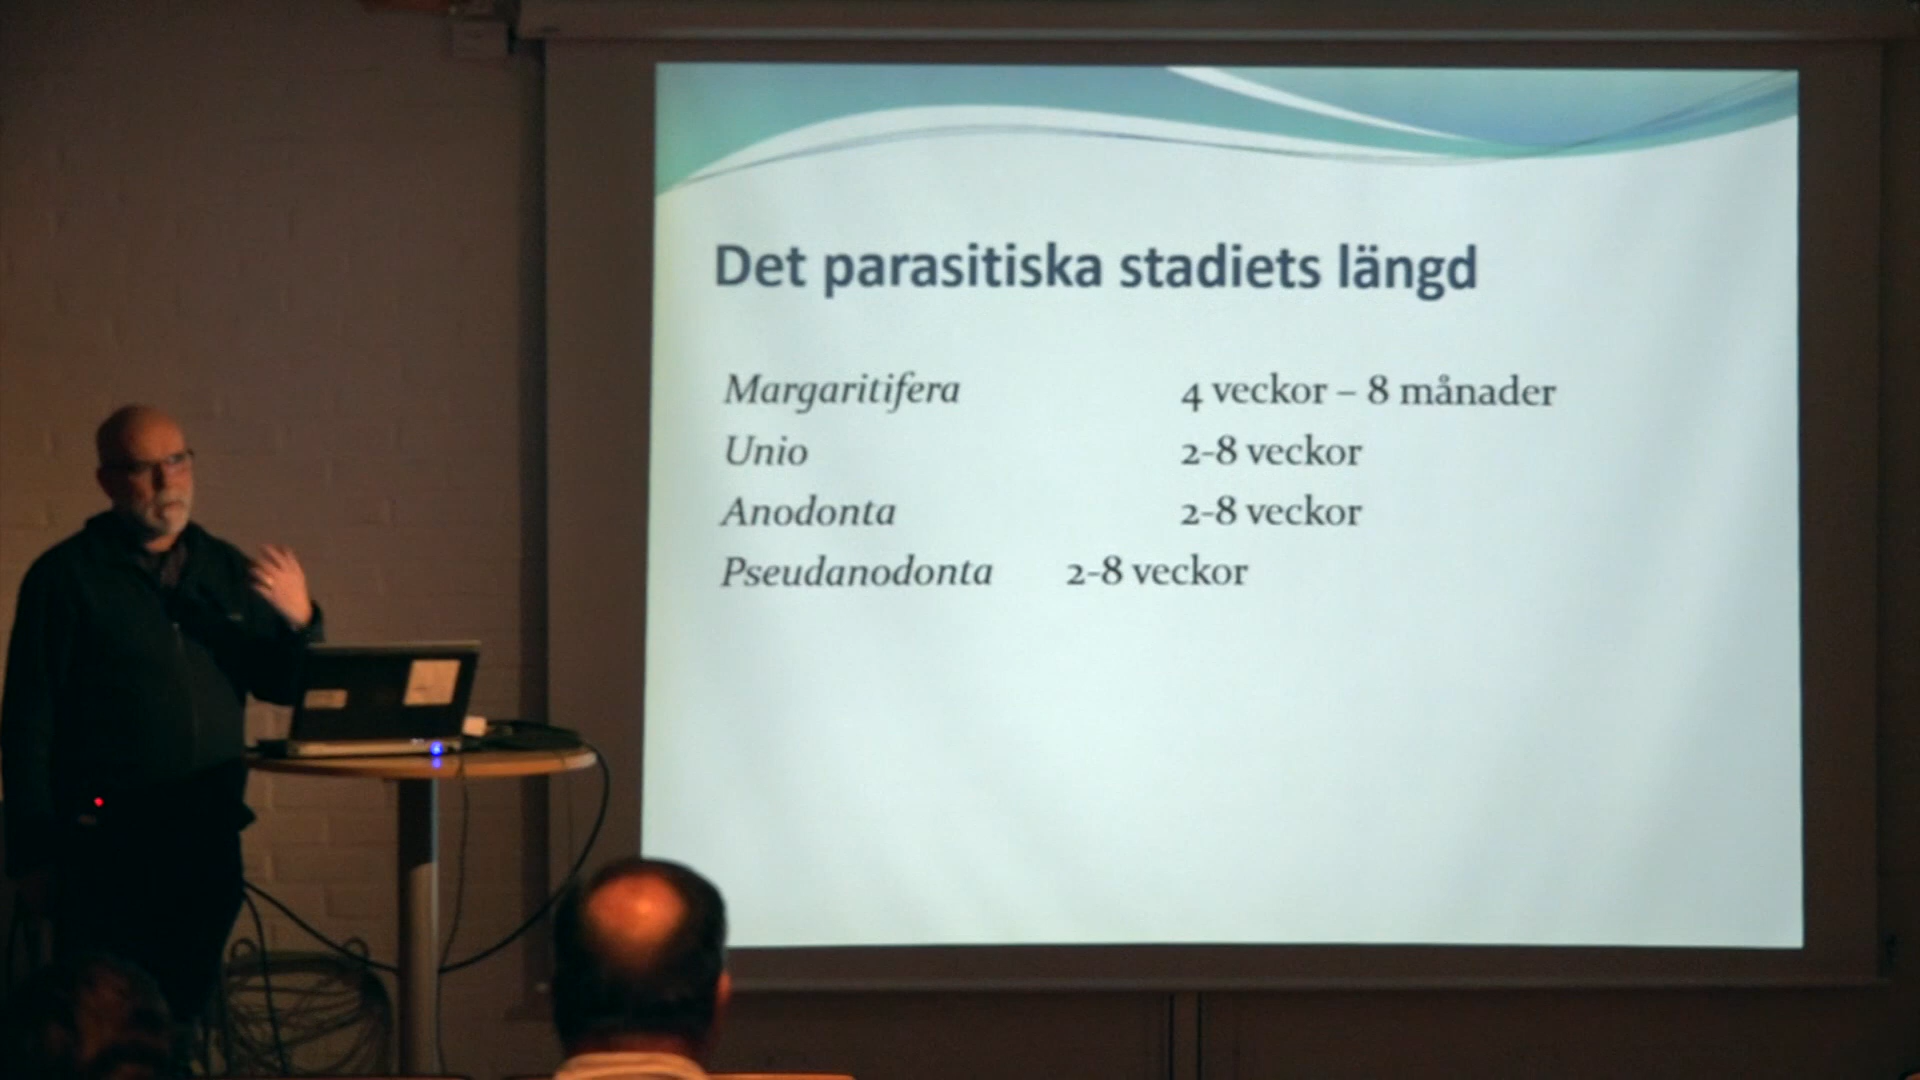 Det parasitiska stadiets längd
Margaritifera 4 veckor – 8 månader
Unio 2-8 veckor
Anodonta 2-8 veckor
Pseudanodonta 2-8 veckor